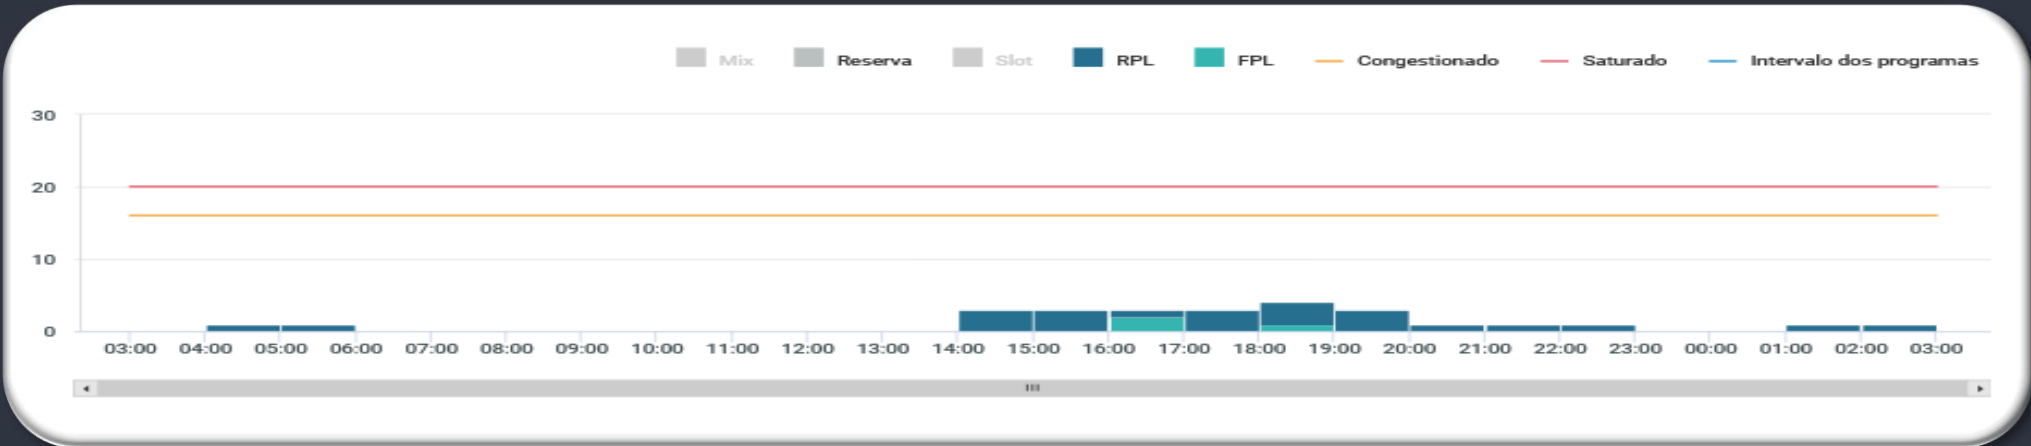 Mix Reserva Slot RPL FPL Congestionado Saturado Intervalo dos programas
30
20
10
0
03:00 04:00 05:00 06:00 07:00 08:00 09:00 10:00 11:00 12:00 13:00 14:00 15:00 16:00 17:00 18:00 19:00 20:00 21:00 22:00 23:00 00:00 01:00 02:00 03:00